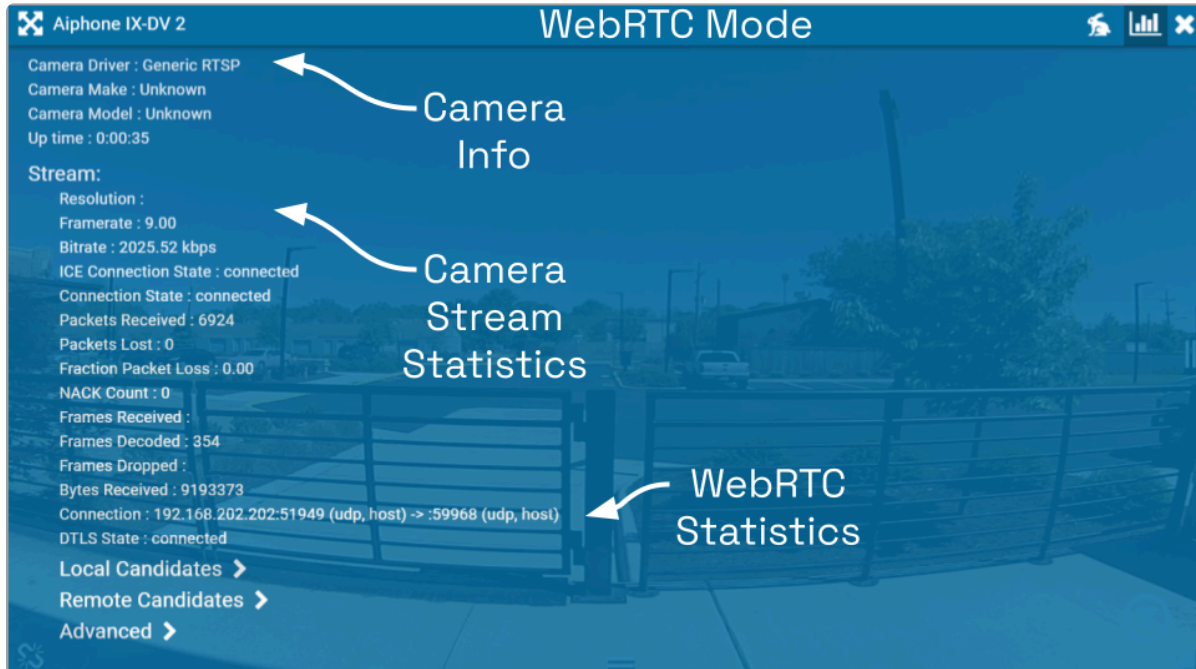 Aiphone IX-DV 2
WebRTC Mode
Camera Driver : Generic RTSP
Camera Make : Unknown
Camera Model : Unknown
Up time : 0:00:35
Camera
Info
Stream:
Resolution :
Framerate : 9.00
Bitrate : 2025.52 kbps
ICE Connection State : connected
Connection State : connected
Packets Received : 6924
Packets Lost : 0
Fraction Packet Loss : 0.00
NACK Count : 0
Frames Received :
Frames Decoded : 354
Frames Dropped :
Bytes Received : 9193373
Connection : 192.168.202.202:51949 (udp, host) -> :59968 (udp, host)
DTLS State : connected
Camera
Stream
Statistics
WebRTC
Statistics
Local Candidates
Remote Candidates
Advanced